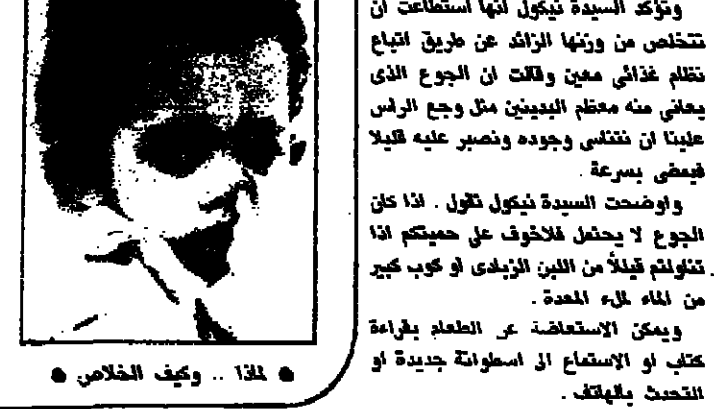 وتؤكد السيدة نيكول انها استطاعت ان
تتخلص من وزنها الزائد عن طريق اتباع
نظام غذائي معين وقالت ان الجوع الذى
يعانى منه معظم البدينين مثل وجع الراس
علينا ان نتناسى وجوده ونصبر عليه قليلا
فيمضى بسرعة .
واوضحت السيدة نيكول تقول . اذا كان
الجوع لا يحتمل فلاخوف على حميتكم اذا
تناولتم قيلاً من اللبن الزبادى او كوب كبير
من الماء لملء المعدة .
ويمكن الاستعاضة عن الطعام بقراءة
كتاب او الاستماع الى اسطوانة جديدة او
التحدث بالهاتف .
● لماذا .. وكيف الخلاص ●